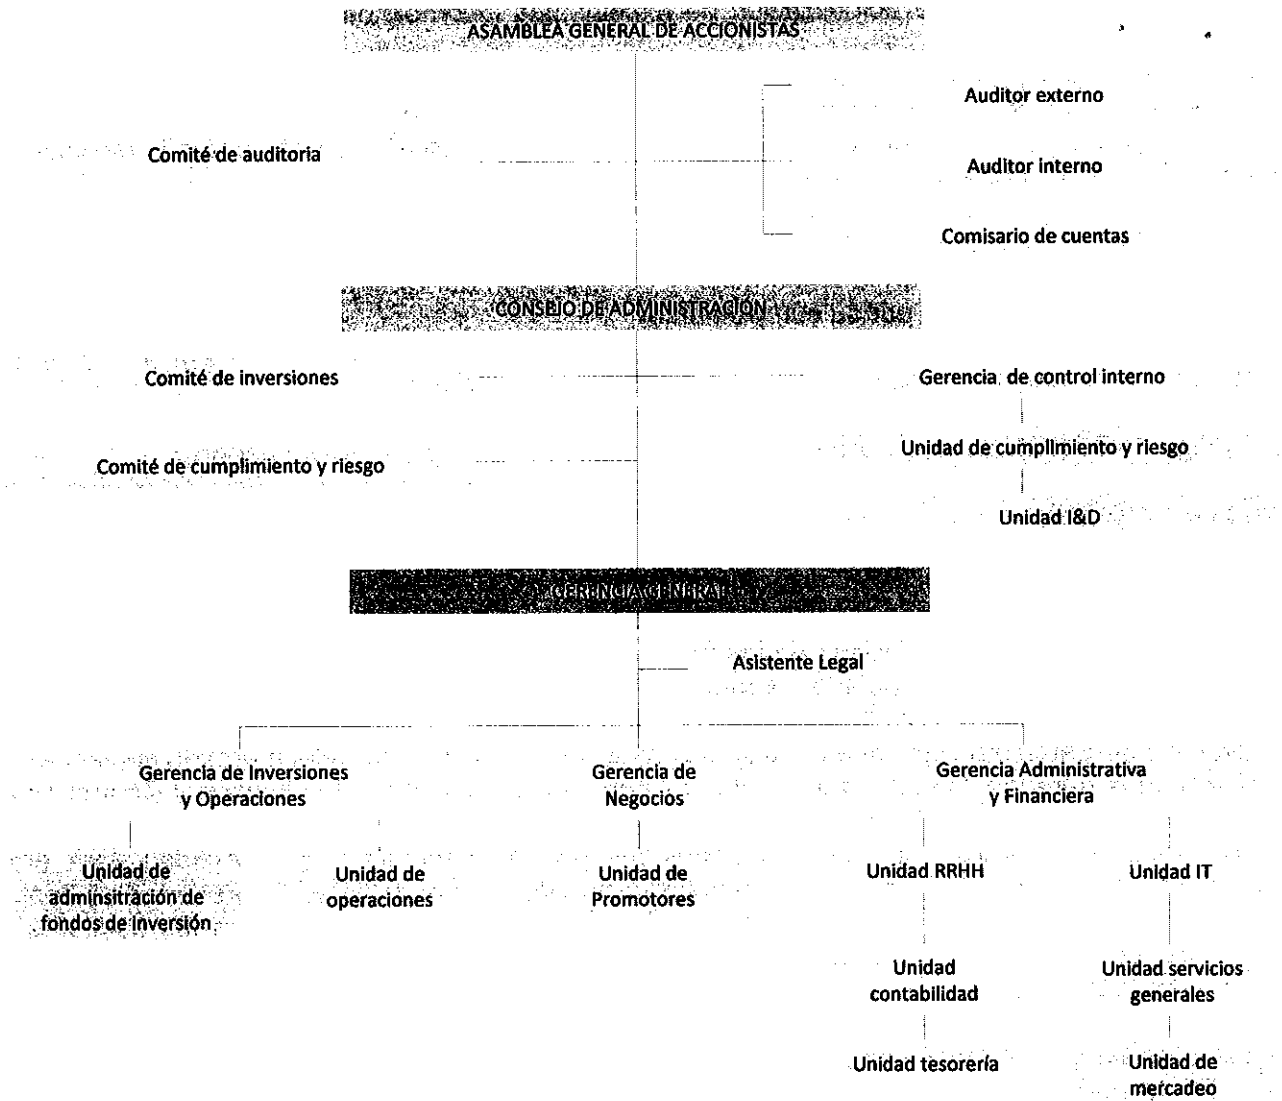 ASAMBLEA GENERAL DE ACCIONISTAS
Auditor externo
Comité de auditoria
Auditor interno
Comisario de cuentas
CONSEJO DE ADMINISTRACIÓN
Comité de inversiones
Gerencia de control interno
Unidad de cumplimiento y riesgo
Comité de cumplimiento y riesgo
Unidad I&D
GERENCIA GENERAL
Asistente Legal
Gerencia de Inversiones
y Operaciones
Gerencia de
Negocios
Gerencia Administrativa
y Financiera
Unidad de
adminsitración de
fondos de inversión
Unidad de
operaciones
Unidad de
Promotores
Unidad RRHH
Unidad IT
Unidad
contabilidad
Unidad servicios
generales
Unidad tesorería
Unidad de
mercadeo